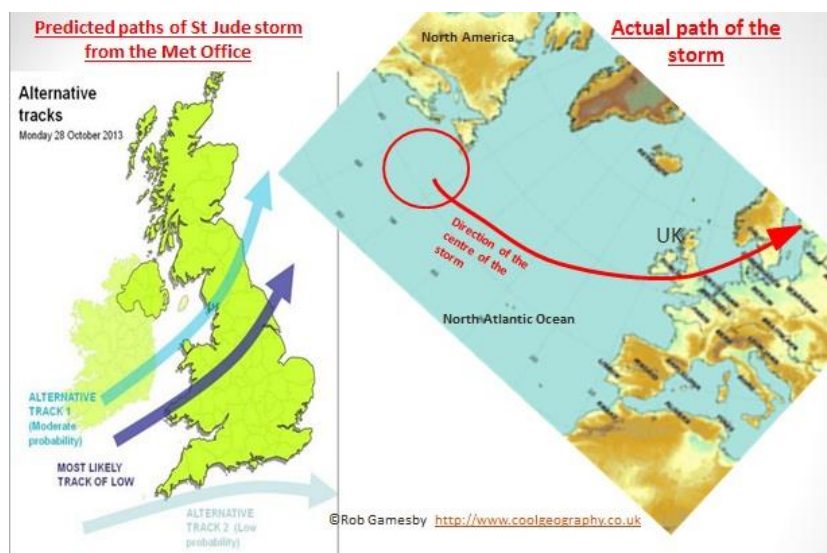 Predicted paths of St Jude storm
from the Met Office
Alternative
tracks
Monday 28 October 2013
ALTERNATIVE
TRACK 1
(Moderate
probability)
MOST LIKELY
TRACK OF LOW
ALTERNATIVE
TRACK 2 (Low
probability)
Actual path of the
storm
North America
Direction of the
centre of the
storm
UK
North Atlantic Ocean
©Rob Gamesby http://www.coolgeography.co.uk